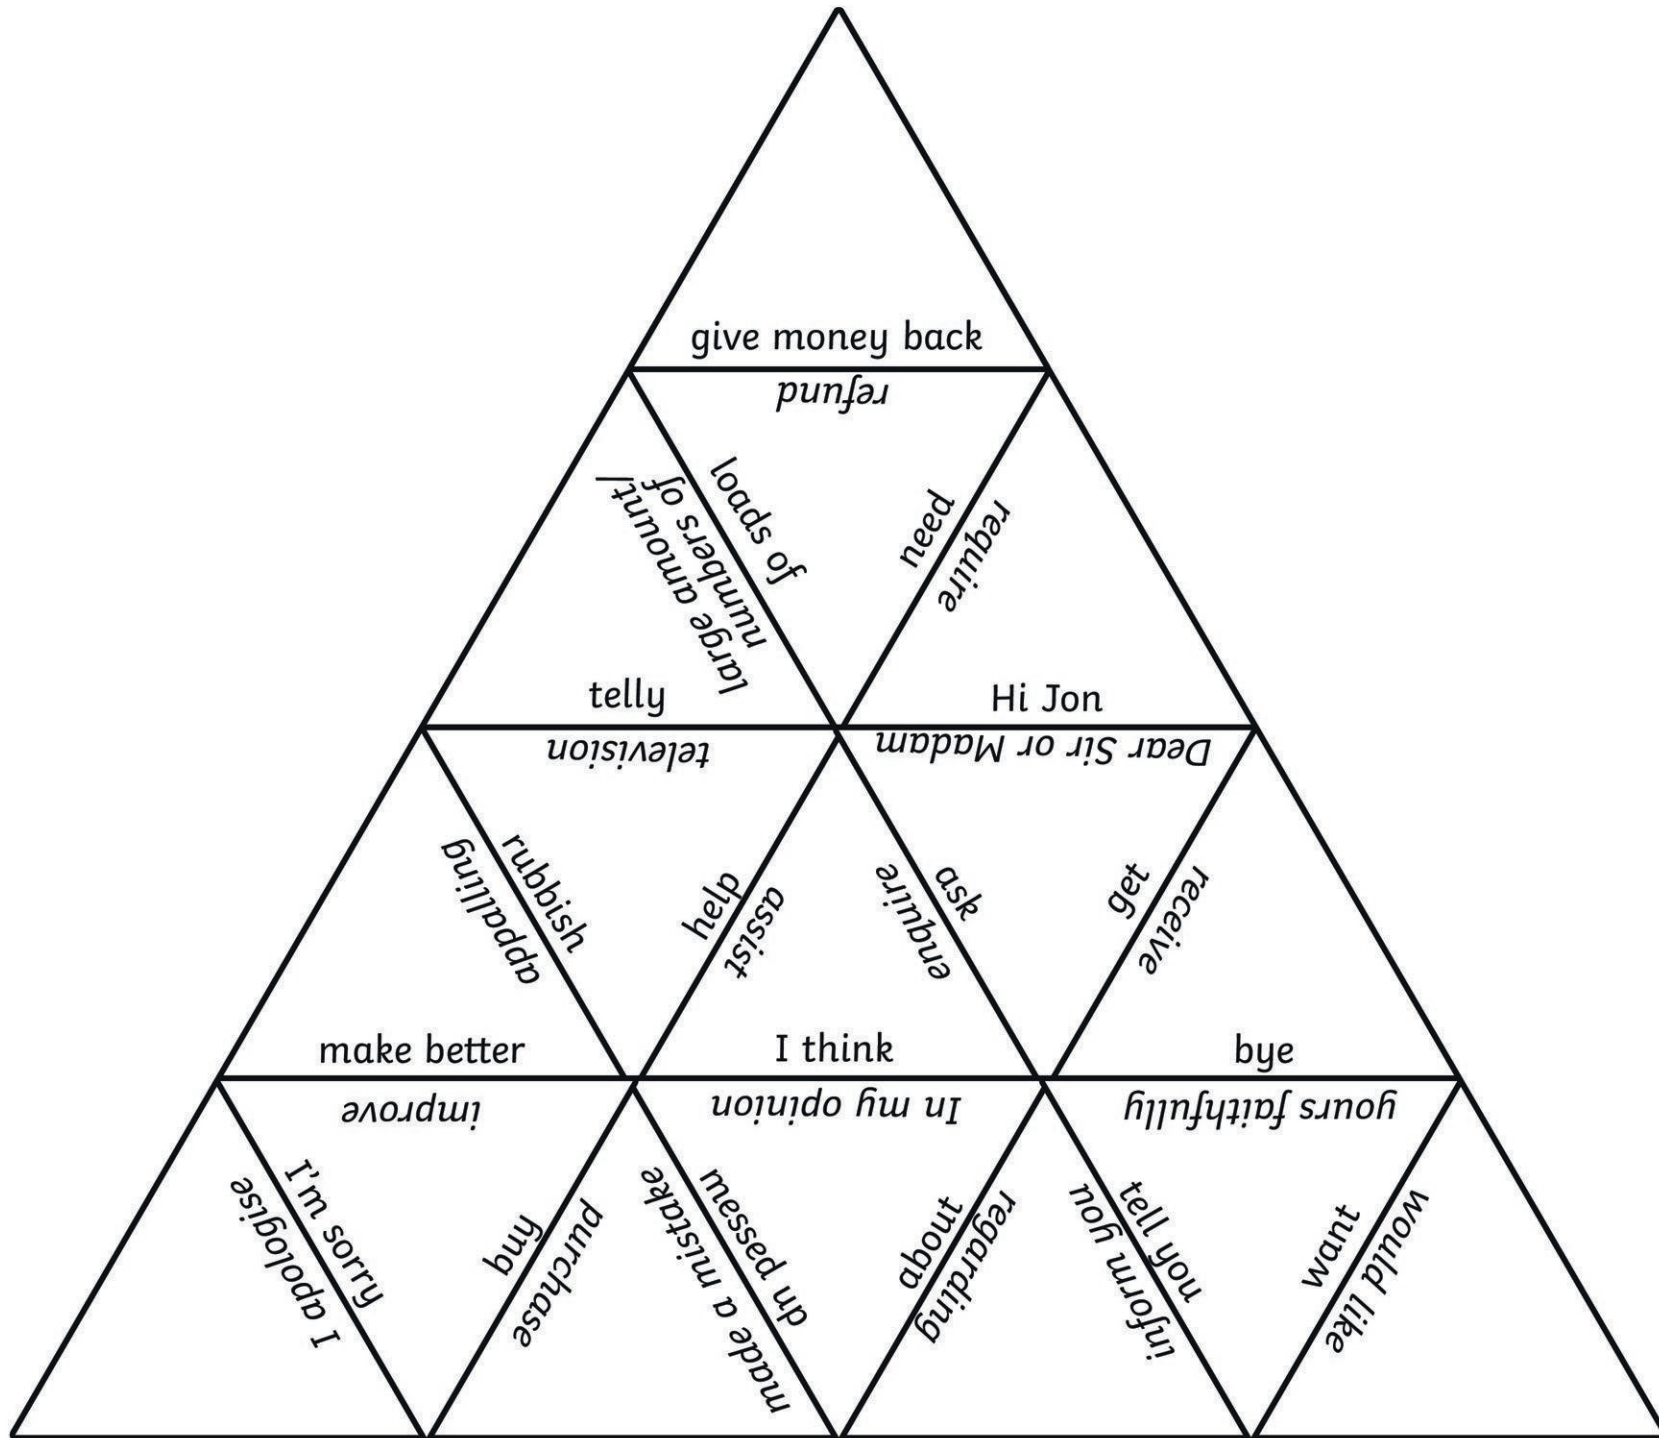 give money back
refund
loads of
large amount/
numbers of
need
require
telly
television
Hi Jon
Dear Sir or Madam
rubbish
appalling
help
assist
ask
enquire
get
receive
make better
improve
I think
In my opinion
bye
yours faithfully
I'm sorry
I apologise
buy
purchase
messed up
made a mistake
about
regarding
tell you
inform you
want
would like